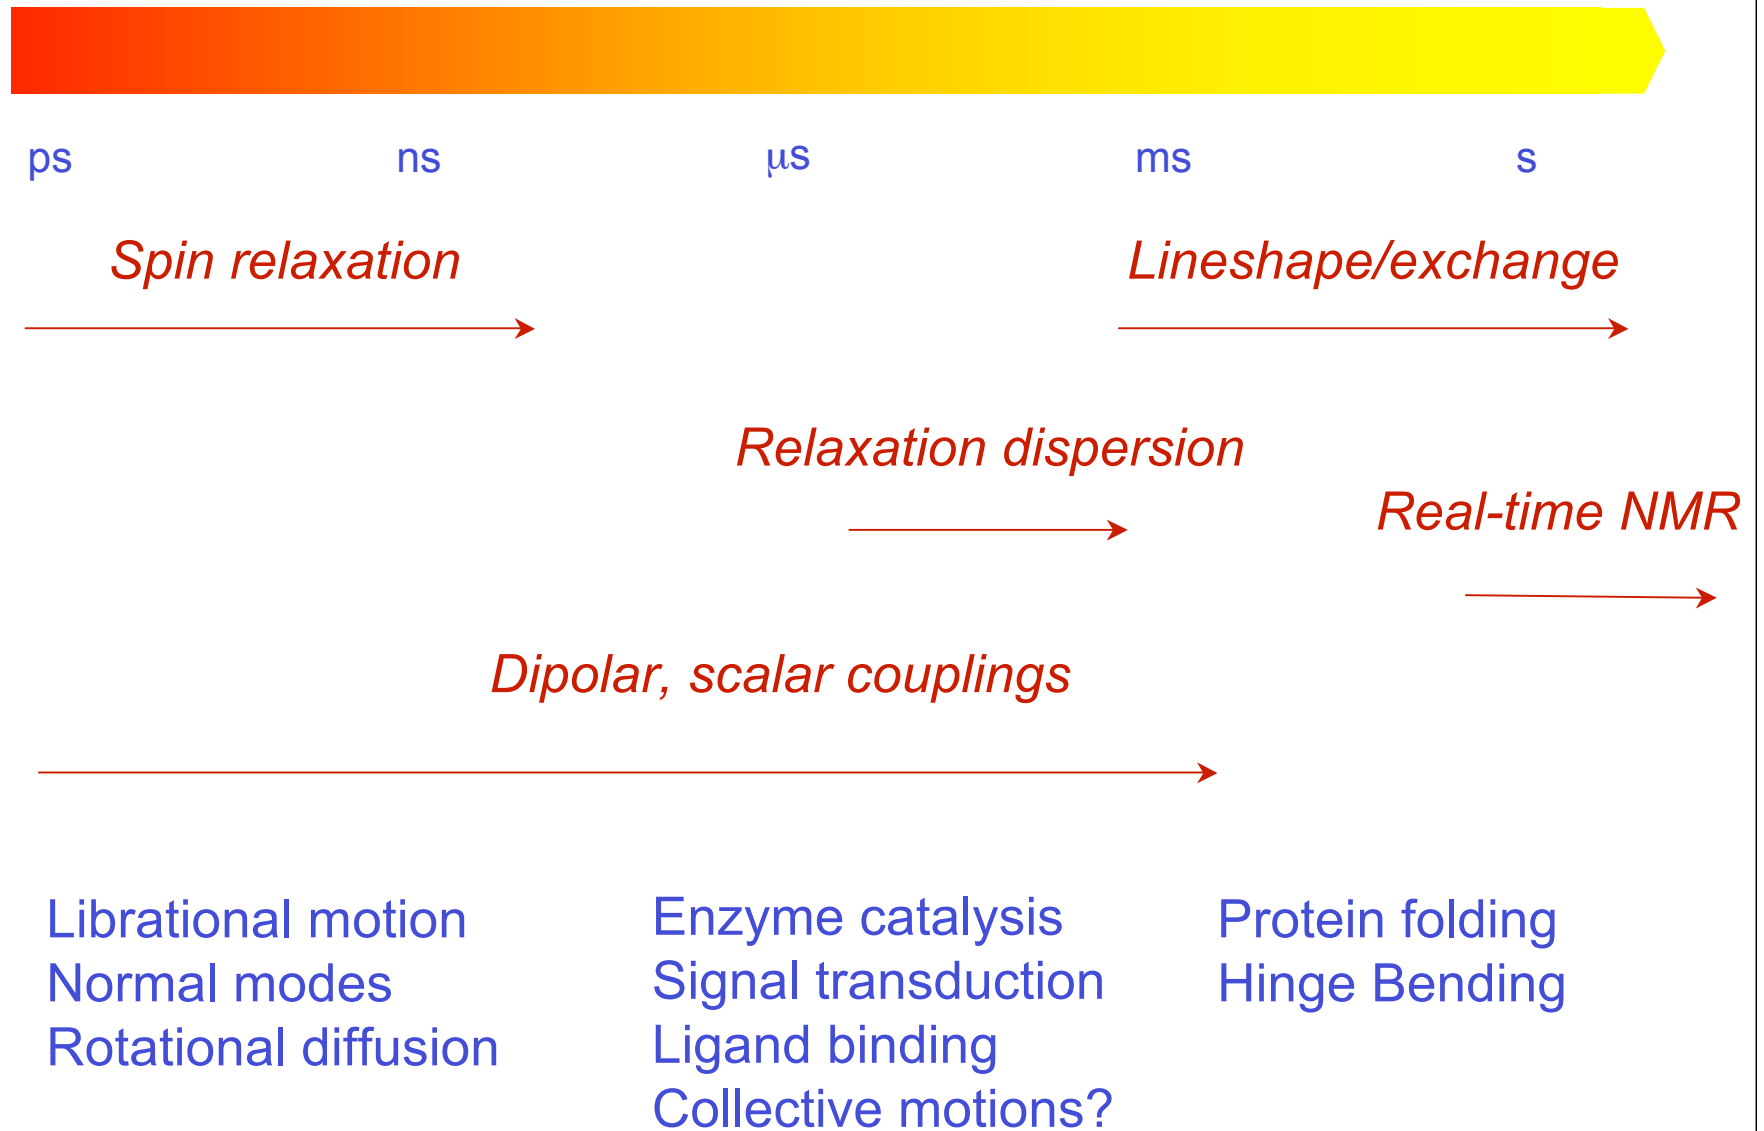 ps ns μs ms s
Spin relaxation
Lineshape/exchange
Relaxation dispersion
Real-time NMR
Dipolar, scalar couplings
Librational motion
Normal modes
Rotational diffusion
Enzyme catalysis
Signal transduction
Ligand binding
Collective motions?
Protein folding
Hinge Bending